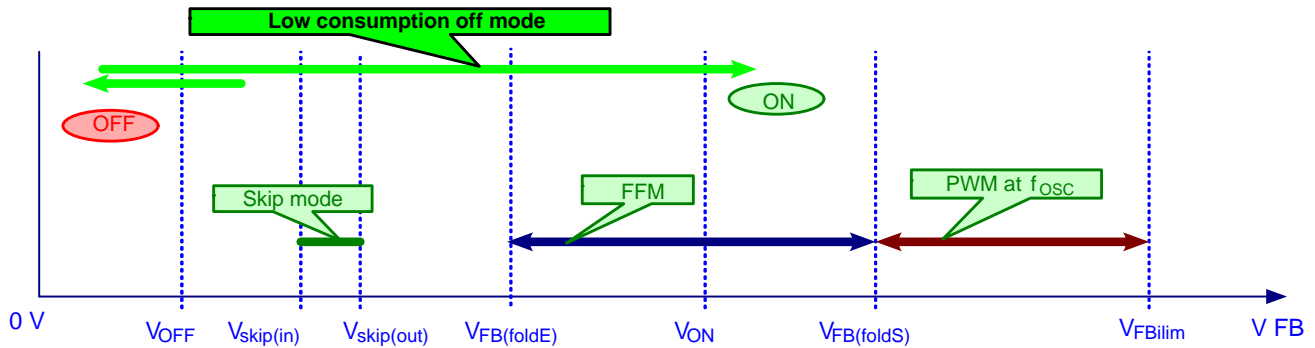 Low consumption off mode
OFF
ON
Skip mode
FFM
PWM at fOSC
0 V
VOFF
Vskip(in)
Vskip(out)
VFB(foldE)
VON
VFB(foldS)
VFBilim
V FB